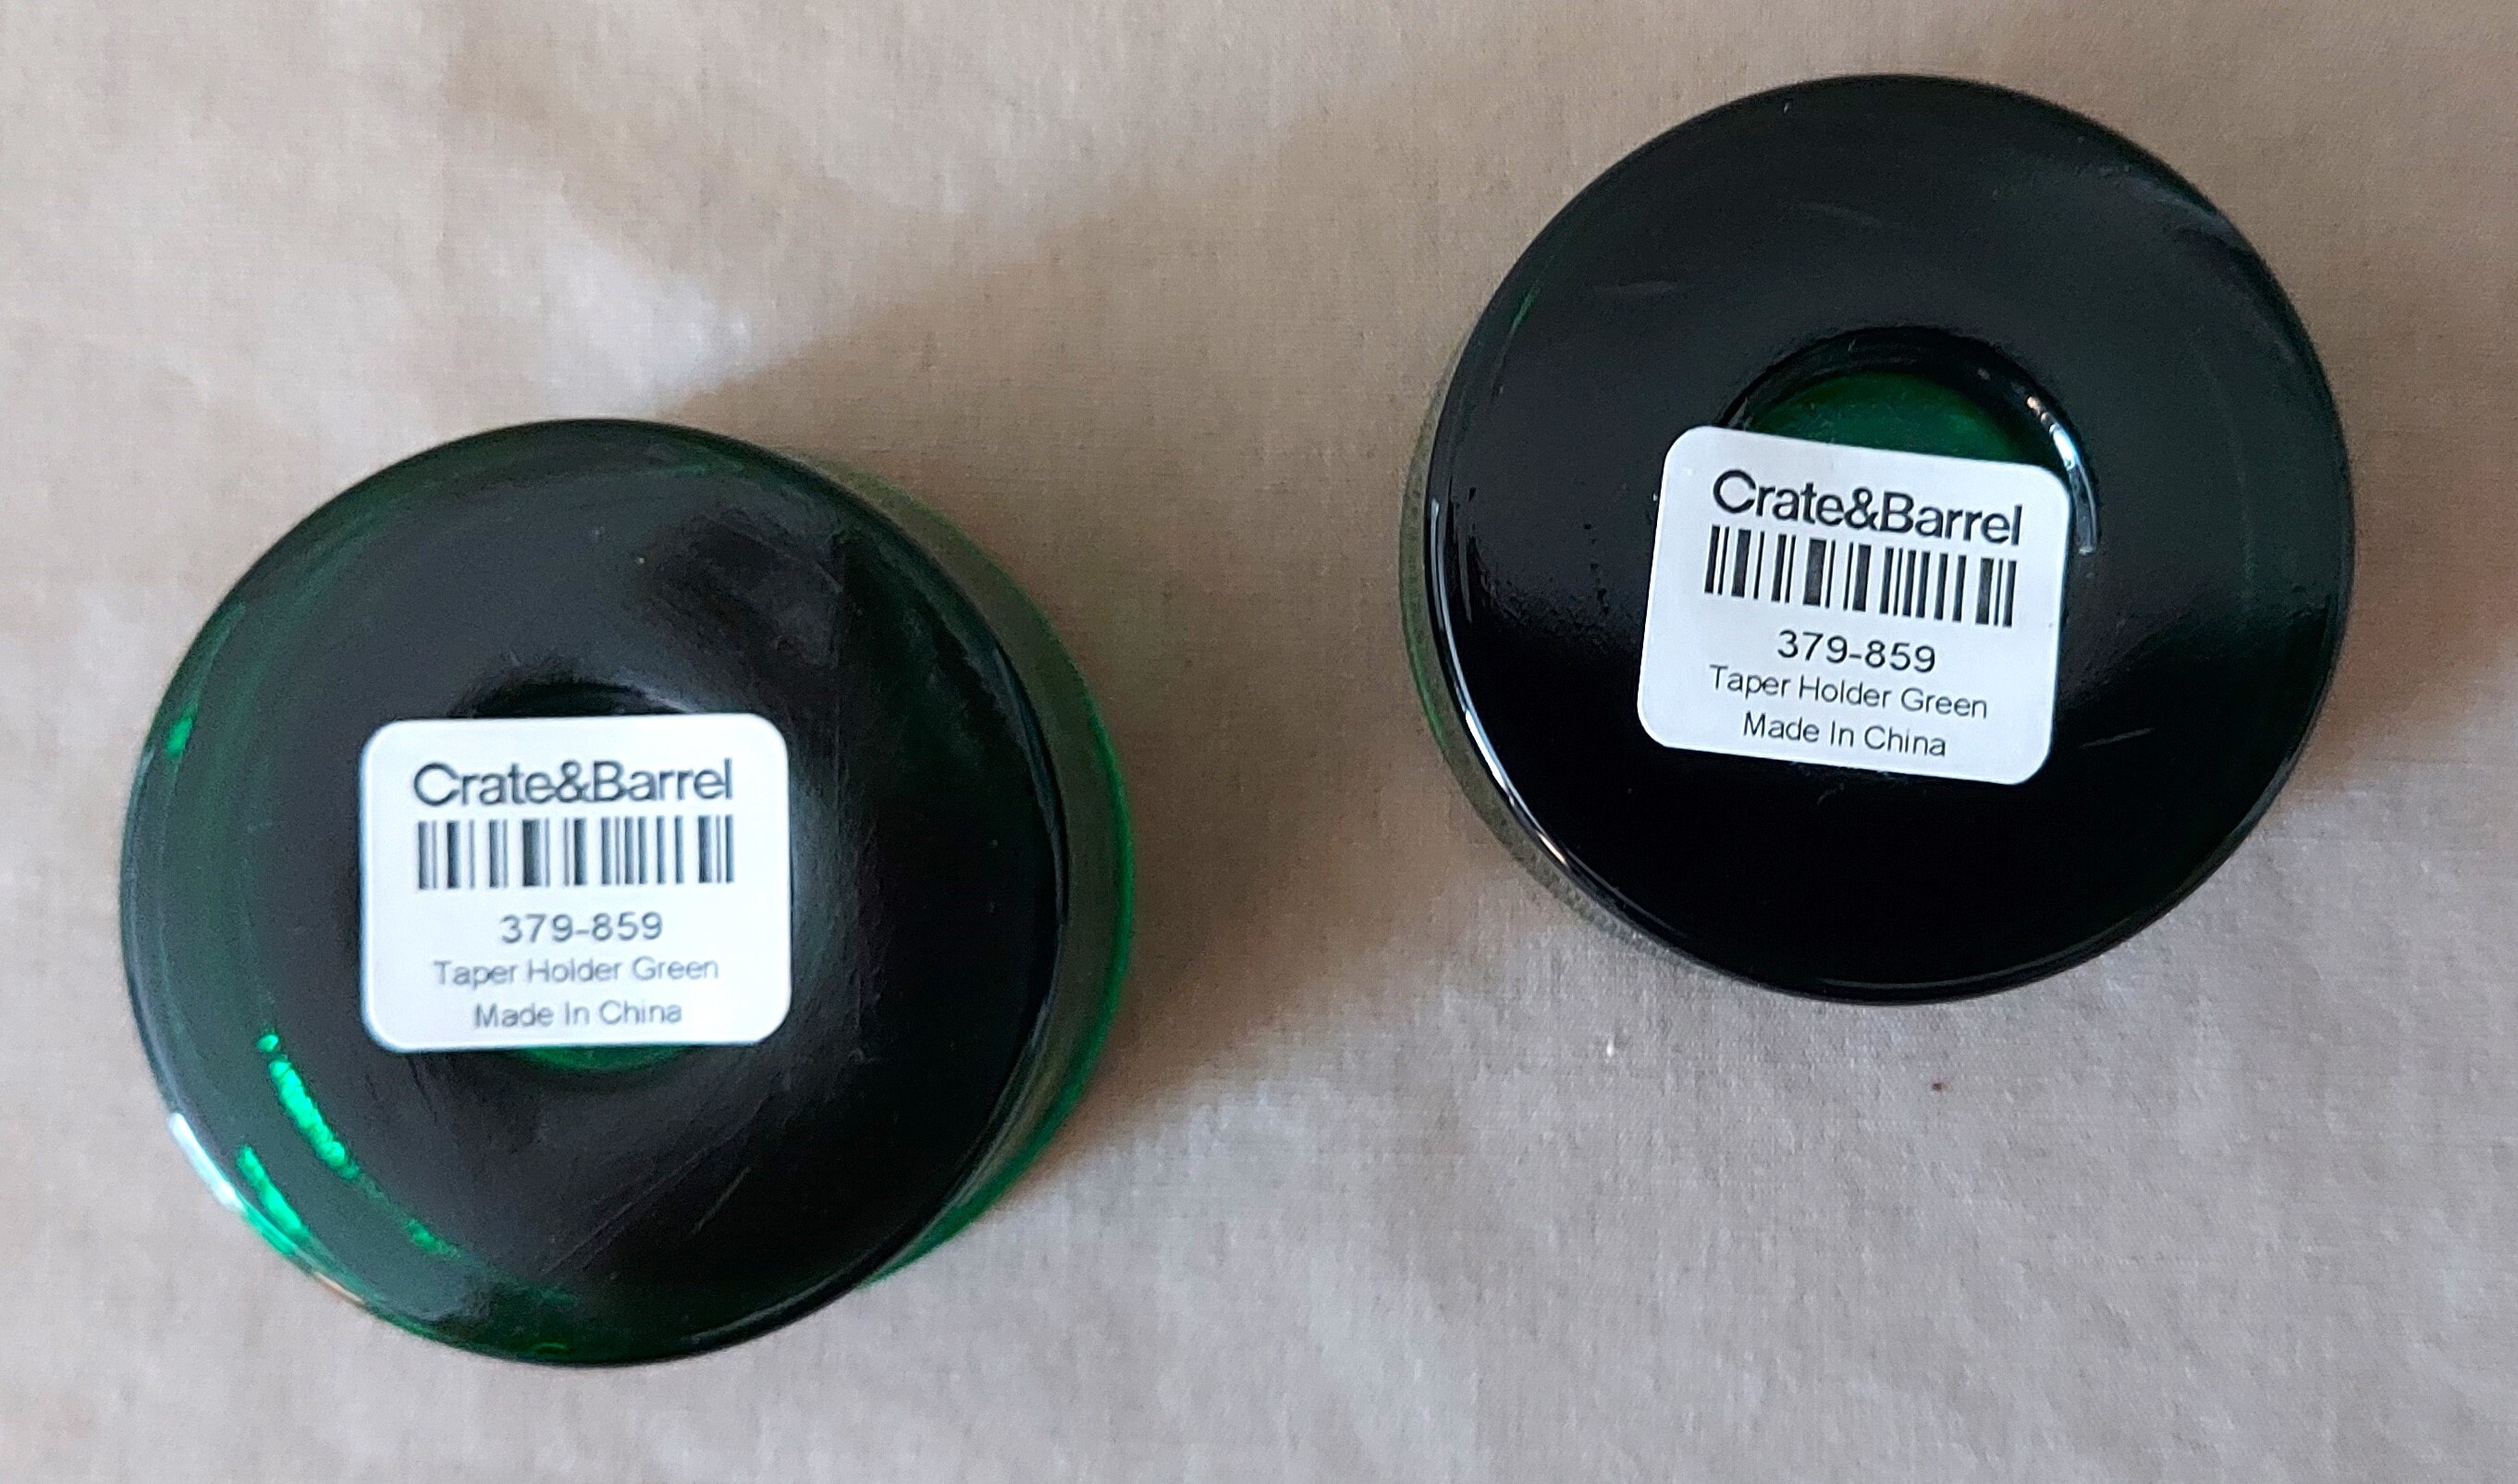 Crate&Barrel
379-859
Taper Holder Green
Made In China
Crate&Barrel
379-859
Taper Holder Green
Made In China